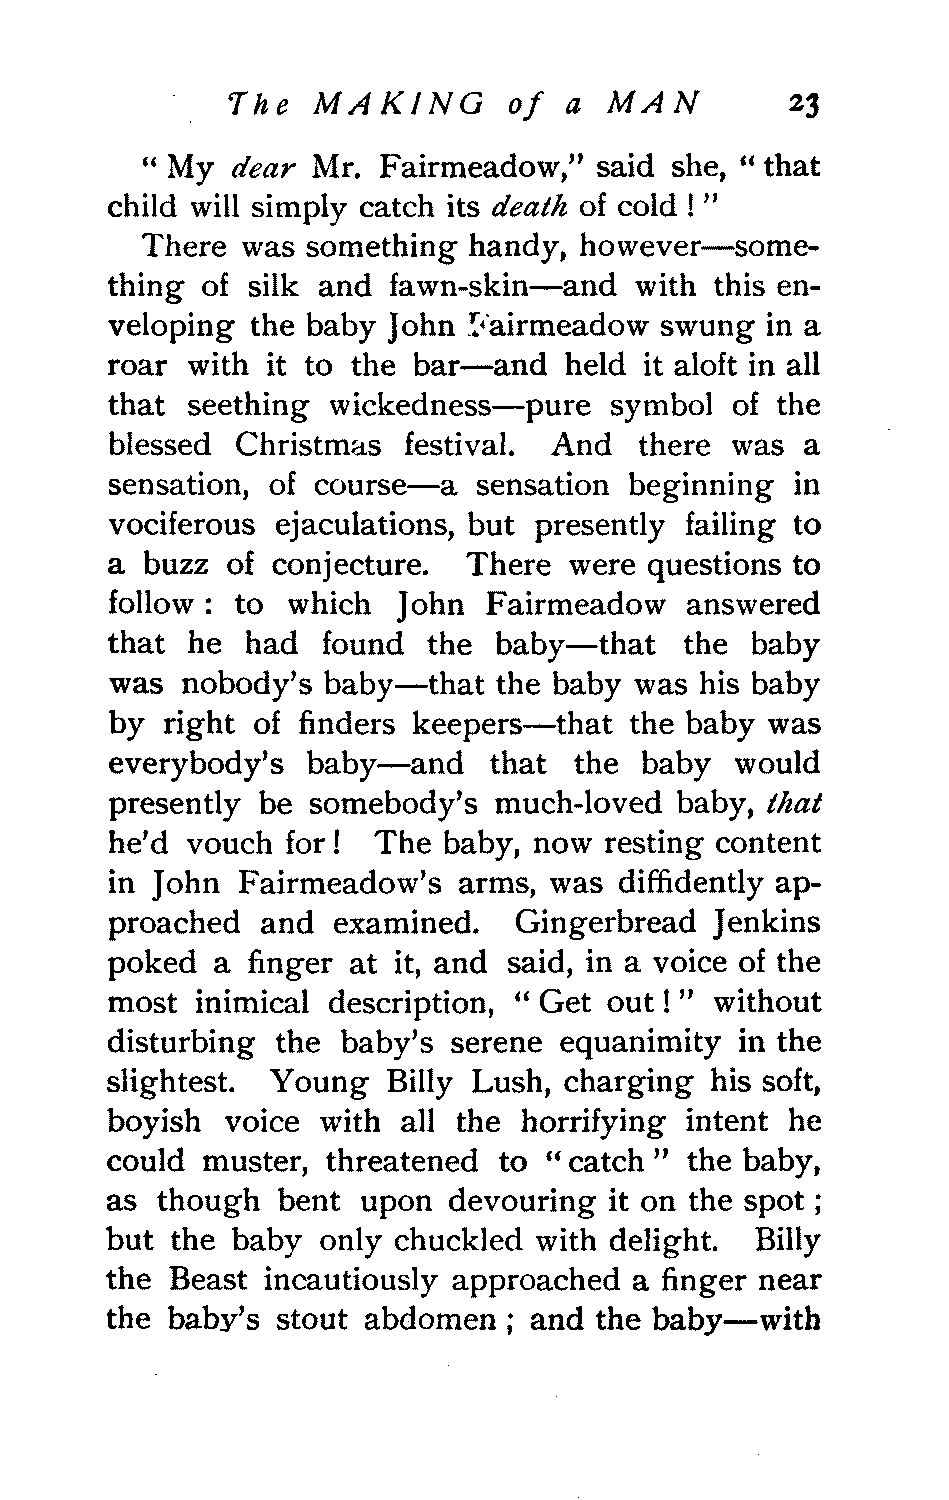 The MAKING of a MAN 23
“ My dear Mr. Fairmeadow,” said she, “ that
child will simply catch its death of cold ! ”
There was something handy, however—some-
thing of silk and fawn-skin—and with this en-
veloping the baby John Fairmeadow swung in a
roar with it to the bar—and held it aloft in all
that seething wickedness—pure symbol of the
blessed Christmas festival. And there was a
sensation, of course—a sensation beginning in
vociferous ejaculations, but presently failing to
a buzz of conjecture. There were questions to
follow : to which John Fairmeadow answered
that he had found the baby—that the baby
was nobody’s baby—that the baby was his baby
by right of finders keepers—that the baby was
everybody’s baby—and that the baby would
presently be somebody’s much-loved baby, that
he’d vouch for ! The baby, now resting content
in John Fairmeadow’s arms, was diffidently ap-
proached and examined. Gingerbread Jenkins
poked a finger at it, and said, in a voice of the
most inimical description, “ Get out ! ” without
disturbing the baby’s serene equanimity in the
slightest. Young Billy Lush, charging his soft,
boyish voice with all the horrifying intent he
could muster, threatened to “ catch ” the baby,
as though bent upon devouring it on the spot ;
but the baby only chuckled with delight. Billy
the Beast incautiously approached a finger near
the baby’s stout abdomen ; and the baby—with